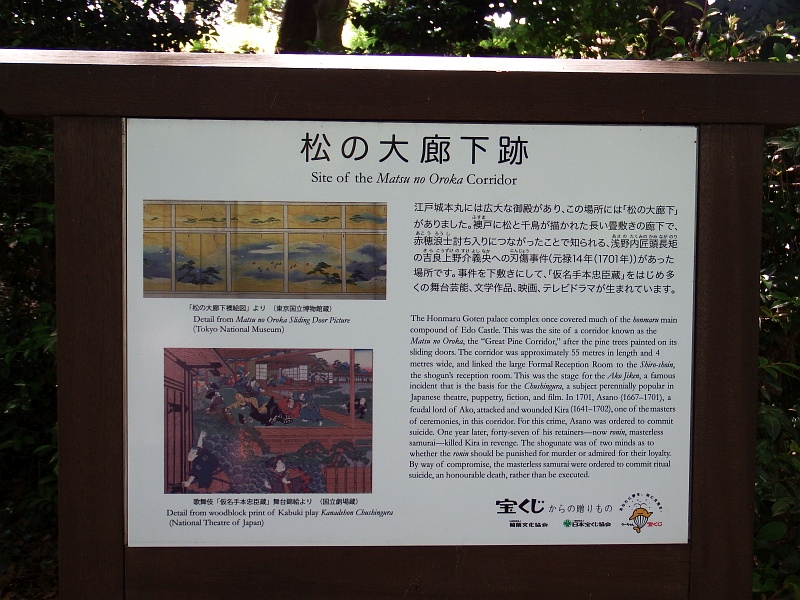 松の大廊下跡
Site of the Matsu no Oroka Corridor
江戸城本丸には広大な御殿があり、この場所には「松の大廊下」
がありました。襖戸に松と千鳥が描かれた長い畳敷きの廊下で、
赤穂浪士討ち入りにつながったことで知られる、浅野内匠頭長矩
の吉良上野介義央への刃傷事件(元禄14年(1701年))があった
場所です。事件を下敷きにして、「仮名手本忠臣蔵」をはじめ多
くの舞台芸能、文学作品、映画、テレビドラマが生まれています。
「松の大廊下襖絵図」より (東京国立博物館蔵)
Detail from Matsu no Oroka Sliding Door Picture
(Tokyo National Museum)
歌舞伎「仮名手本忠臣蔵」舞台錦絵より (国立劇場蔵)
Detail from woodblock print of Kabuki play Kanadehon Chushingura
(National Theatre of Japan)
The Honmaru Goten palace complex once covered much of the honmaru main
compound of Edo Castle. This was the site of a corridor known as the
Matsu no Oroka, the “Great Pine Corridor,” after the pine trees painted on its
sliding doors. The corridor was approximately 55 metres in length and 4
metres wide, and linked the large Formal Reception Room to the Shiro-shoin,
the shogun's reception room. This was the stage for the Ako Jiken, a famous
incident that is the basis for the Chushingura, a subject perennially popular in
Japanese theatre, puppetry, fiction, and film. In 1701, Asano (1667–1701), a
feudal lord of Ako, attacked and wounded Kira (1641–1702), one of the masters
of ceremonies, in this corridor. For this crime, Asano was ordered to commit
suicide. One year later, forty-seven of his retainers—now ronin, masterless
samurai—killed Kira in revenge. The shogunate was of two minds as to
whether the ronin should be punished for murder or admired for their loyalty.
By way of compromise, the masterless samurai were ordered to commit ritual
suicide, an honourable death, rather than be executed.
宝くじからの贈りもの
日本宝くじ協会
宝くじ